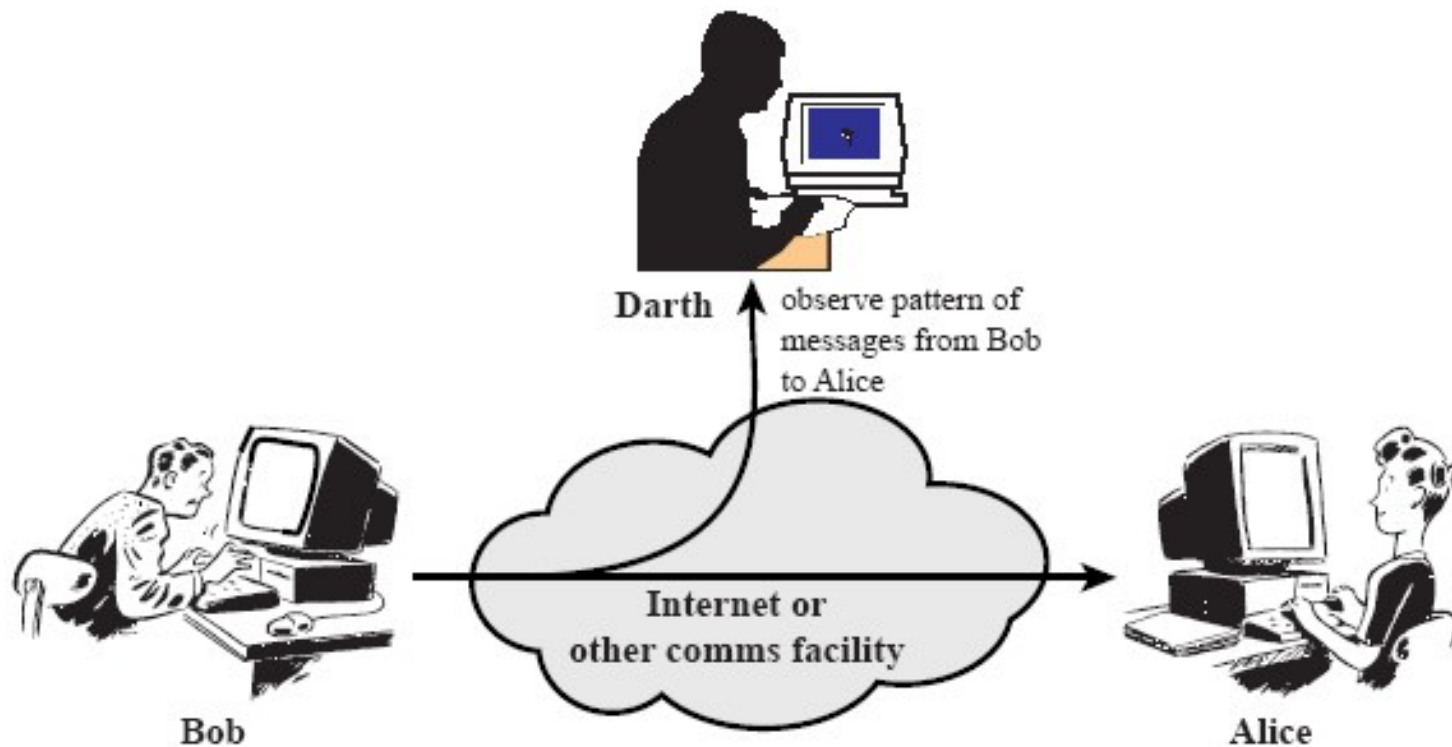 Darth
observe pattern of
messages from Bob
to Alice
Internet or
other comms facility
Bob
Alice